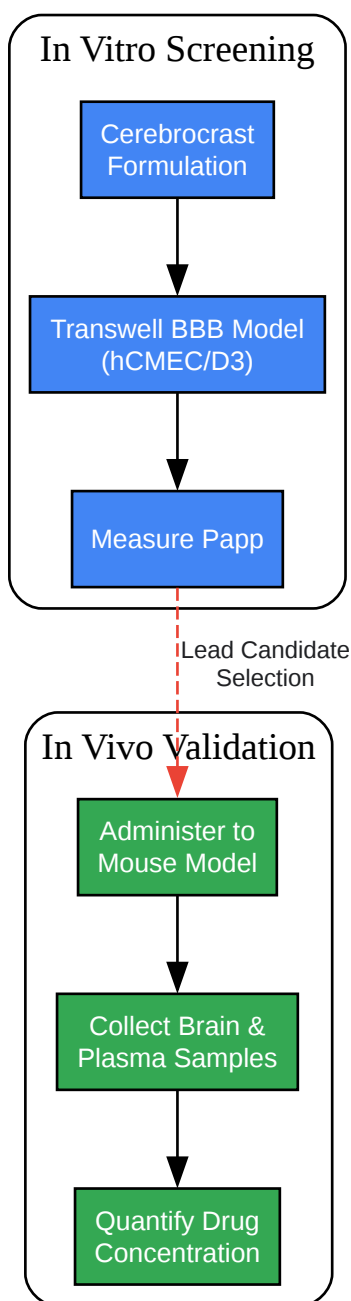 In Vitro Screening
Cerebrocrast
Formulation
Transwell BBB Model
(hCMEC/D3)
Measure Papp
Lead Candidate
Selection
In Vivo Validation
Administer to
Mouse Model
Collect Brain &
Plasma Samples
Quantify Drug
Concentration